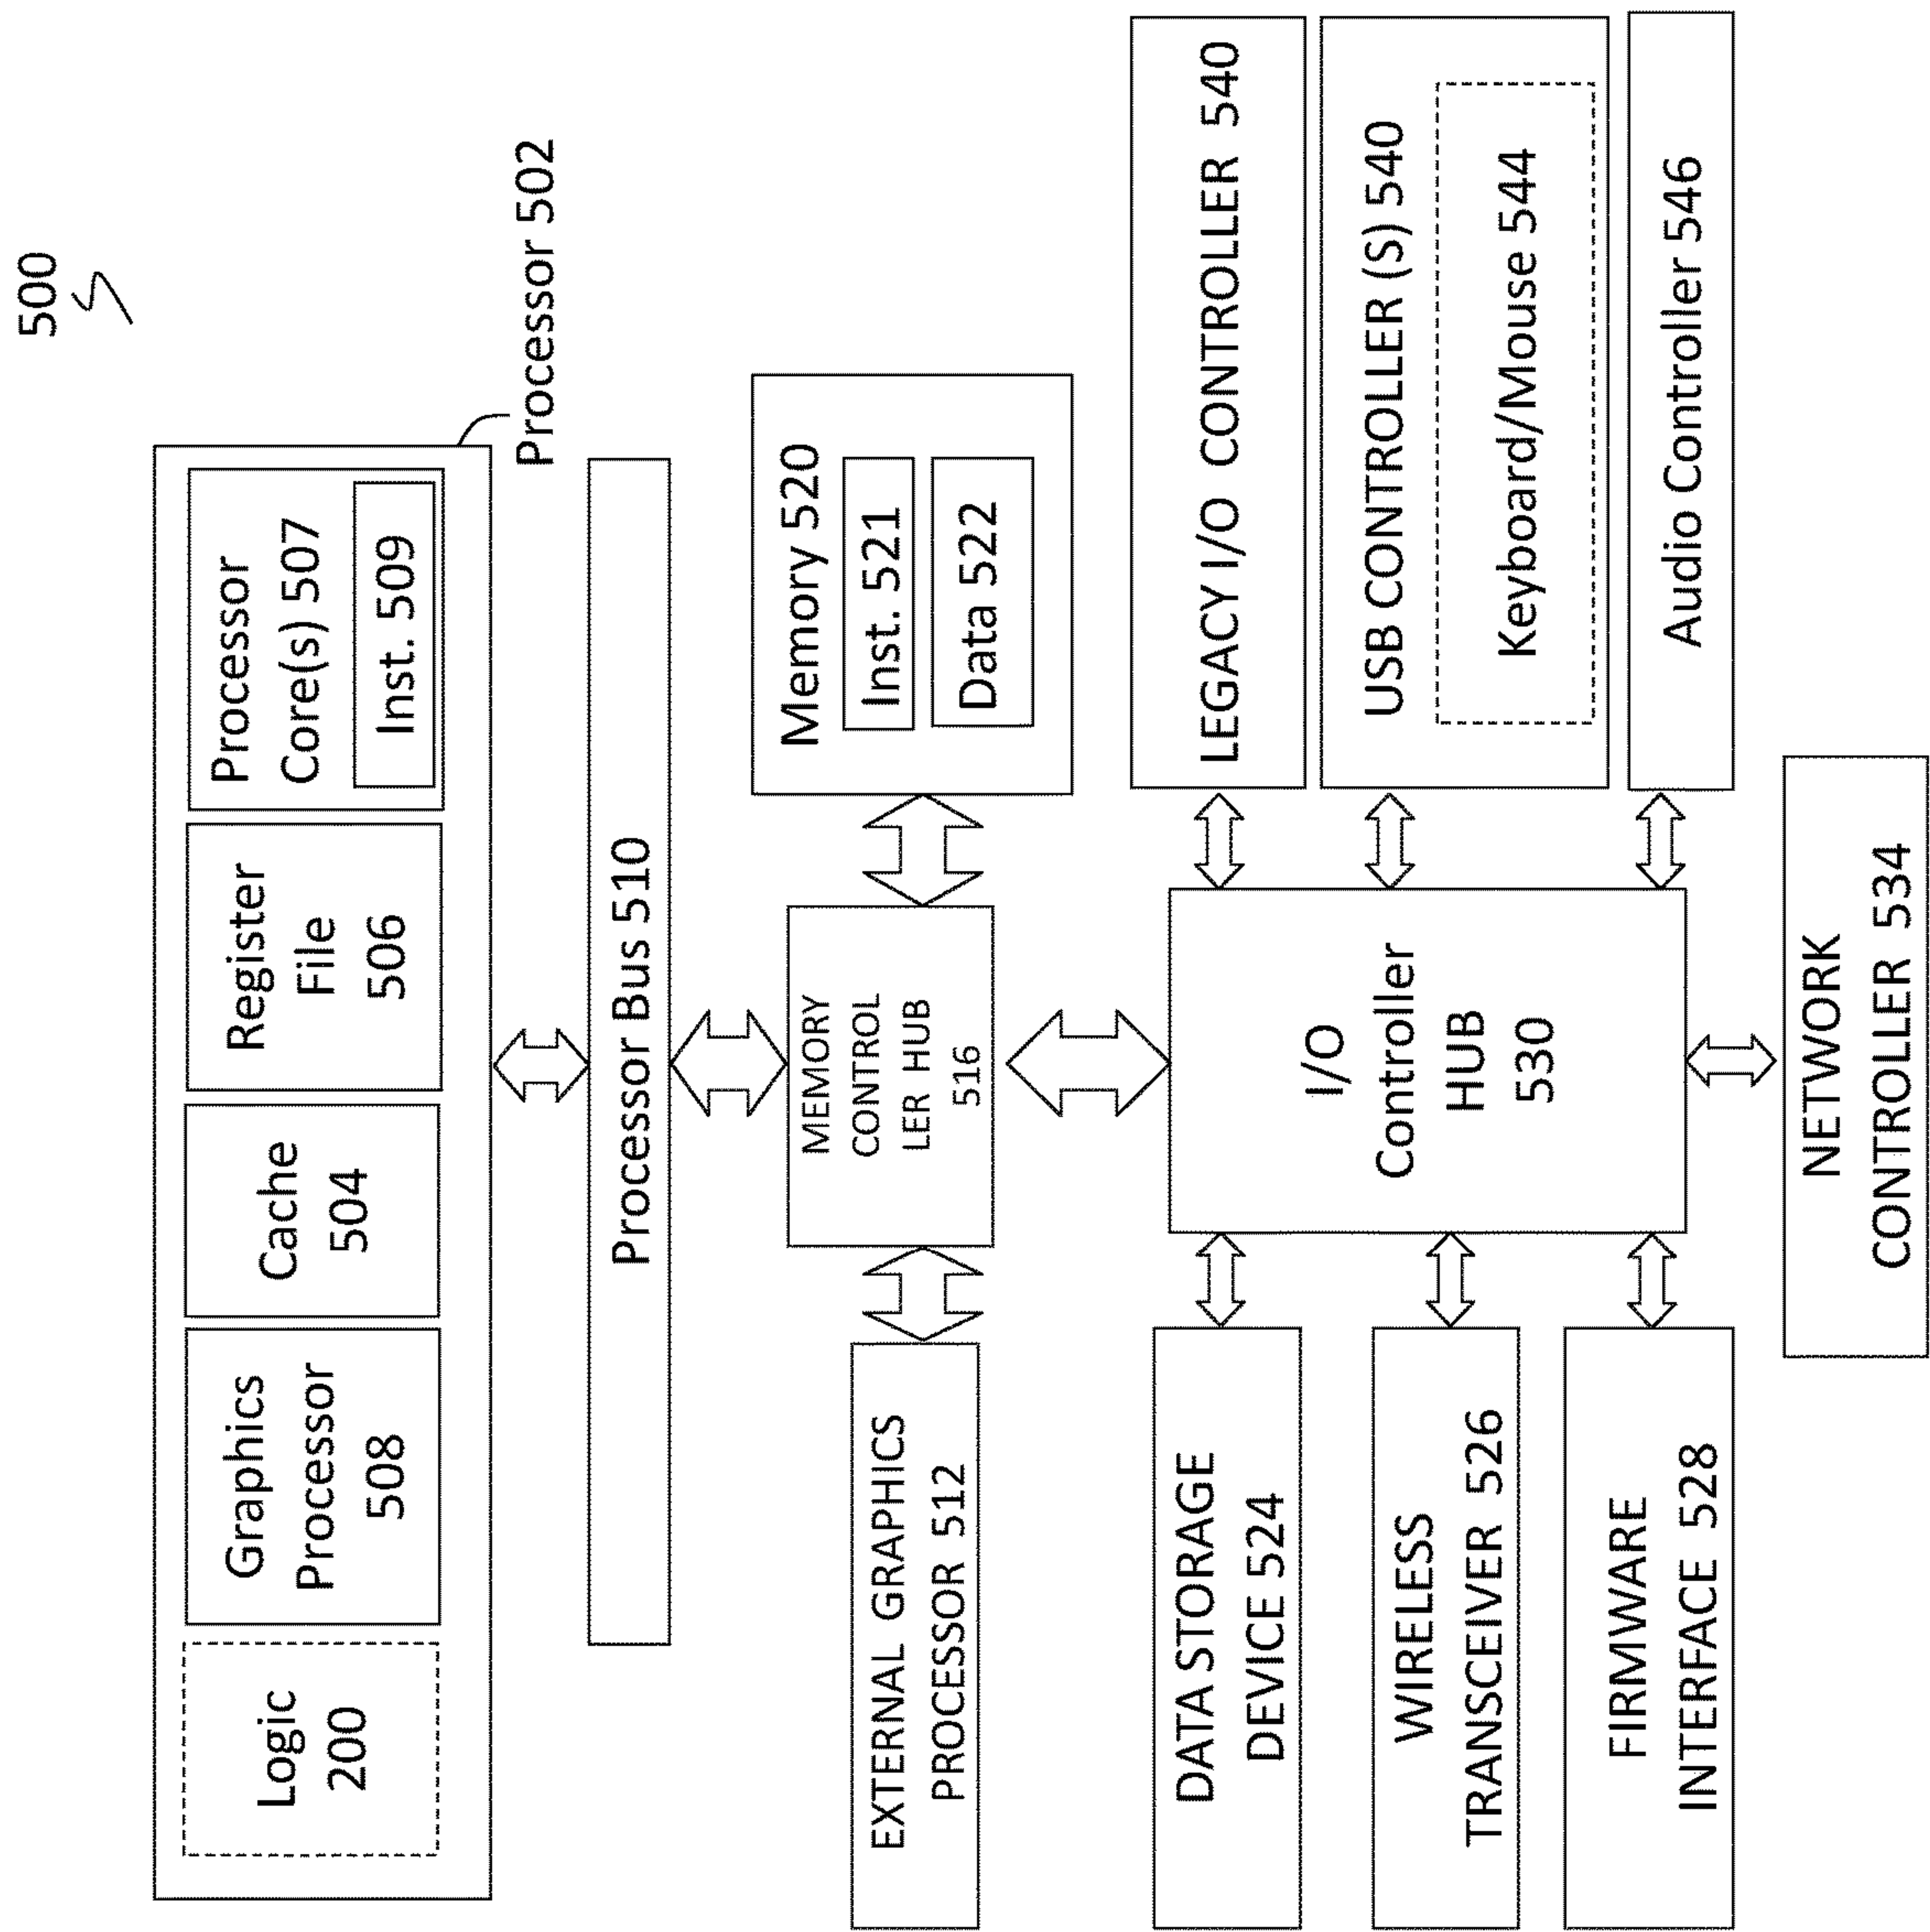 500
Logic
200
Graphics
Processor
508
Cache
504
Register
File
506
Processor
Core(s) 507
Inst. 509
Processor 502
Processor Bus 510
EXTERNAL GRAPHICS
PROCESSOR 512
MEMORY
CONTROL
LER HUB
516
Memory 520
Inst. 521
Data 522
DATA STORAGE
DEVICE 524
WIRELESS
TRANSCEIVER 526
FIRMWARE
INTERFACE 528
I/O
Controller
HUB
530
LEGACY I/O CONTROLLER 540
USB CONTROLLER (S) 540
Keyboard/Mouse 544
Audio Controller 546
NETWORK
CONTROLLER 534